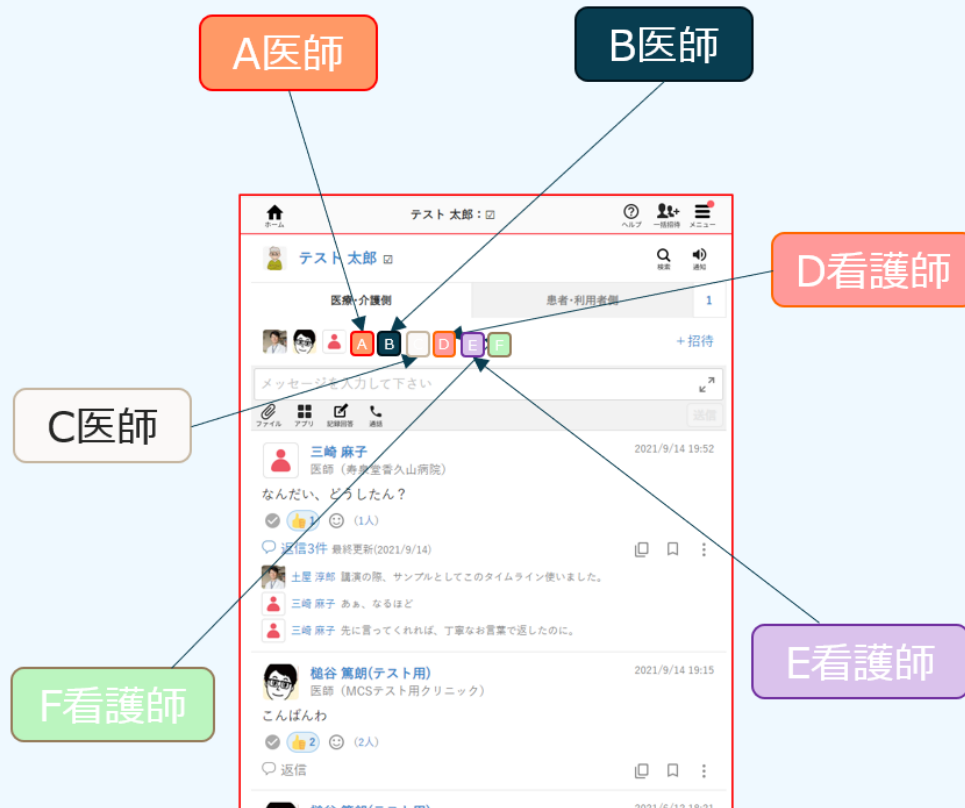 A医師
B医師
テスト 太郎：☑
ホーム
ヘルプ
一括招待
メニュー
テスト 太郎 ☑
検索
通知
D看護師
医療・介護側
患者・利用者側
1
A
B
D
E
F
+招待
メッセージを入力して下さい
C医師
ファイル
アプリ
記録回答
通話
送信
三崎 麻子
2021/9/14 19:52
医師（寿泉堂香久山病院）
なんだい、どうしたん？
1
(1人)
返信3件 最終更新(2021/9/14)
土屋 淳郎 講演の際、サンプルとしてこのタイムライン使いました。
三崎 麻子 あぁ、なるほど
三崎 麻子 先に言ってくれれば、丁寧なお言葉で返したのに。
E看護師
F看護師
槌谷 篤朗(テスト用)
2021/9/14 19:15
医師（MCSテスト用クリニック）
こんばんわ
2
(2人)
返信